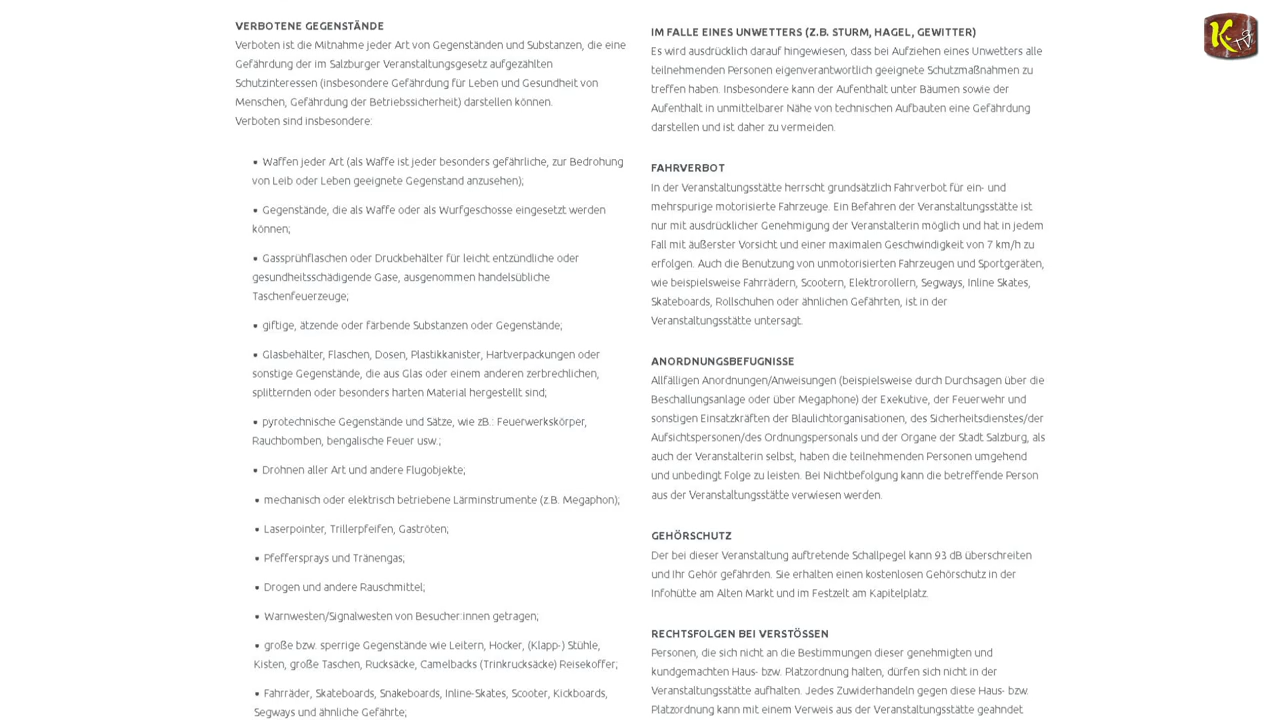 VERBOTENE GEGENSTÄNDE
Verboten ist die Mitnahme jeder Art von Gegenständen und Substanzen, die eine
Gefährdung der im Salzburger Veranstaltungsgesetz aufgezählten
Schutzinteressen (insbesondere Gefährdung für Leben und Gesundheit von
Menschen, Gefährdung der Betriebssicherheit) darstellen können.
Verboten sind insbesondere:
• Waffen jeder Art (als Waffe ist jeder besonders gefährliche, zur Bedrohung
von Leib oder Leben geeignete Gegenstand anzusehen);
• Gegenstände, die als Waffe oder als Wurfgeschosse eingesetzt werden
können;
• Gassprühflaschen oder Druckbehälter für leicht entzündliche oder
gesundheitsschädigende Gase, ausgenommen handelsübliche
Taschenfeuerzeuge;
• giftige, ätzende oder färbende Substanzen oder Gegenstände;
• Glasbehälter, Flaschen, Dosen, Plastikkanister, Hartverpackungen oder
sonstige Gegenstände, die aus Glas oder einem anderen zerbrechlichen,
splitternden oder besonders harten Material hergestellt sind;
• pyrotechnische Gegenstände und Sätze, wie zB.: Feuerwerkskörper,
Rauchbomben, bengalische Feuer usw.;
• Drohnen aller Art und andere Flugobjekte;
• mechanisch oder elektrisch betriebene Lärminstrumente (z.B. Megaphon);
• Laserpointer, Trillerpfeifen, Gaströten;
• Pfeffersprays und Tränengas;
• Drogen und andere Rauschmittel;
• Warnwesten/Signalwesten von Besucher:innen getragen;
• große bzw. sperrige Gegenstände wie Leitern, Hocker, (Klapp-) Stühle,
Kisten, große Taschen, Rucksäcke, Camelbacks (Trinkrucksäcke) Reisekoffer;
• Fahrräder, Skateboards, Snakeboards, Inline-Skates, Scooter, Kickboards,
Segways und ähnliche Gefährte;
IM FALLE EINES UNWETTERS (Z.B. STURM, HAGEL, GEWITTER)
Es wird ausdrücklich darauf hingewiesen, dass bei Aufziehen eines Unwetters alle
teilnehmenden Personen eigenverantwortlich geeignete Schutzmaßnahmen zu
treffen haben. Insbesondere kann der Aufenthalt unter Bäumen sowie der
Aufenthalt in unmittelbarer Nähe von technischen Aufbauten eine Gefährdung
darstellen und ist daher zu vermeiden.
FAHRVERBOT
In der Veranstaltungsstätte herrscht grundsätzlich Fahrverbot für ein- und
mehrspurige motorisierte Fahrzeuge. Ein Befahren der Veranstaltungsstätte ist
nur mit ausdrücklicher Genehmigung der Veranstalterin möglich und hat in jedem
Fall mit äußerster Vorsicht und einer maximalen Geschwindigkeit von 7 km/h zu
erfolgen. Auch die Benutzung von unmotorisierten Fahrzeugen und Sportgeräten,
wie beispielsweise Fahrrädern, Scootern, Elektrorollern, Segways, Inline Skates,
Skateboards, Rollschuhen oder ähnlichen Gefährten, ist in der
Veranstaltungsstätte untersagt.
ANORDNUNGSBEFUGNISSE
Allfälligen Anordnungen/Anweisungen (beispielsweise durch Durchsagen über die
Beschallungsanlage oder über Megaphone) der Exekutive, der Feuerwehr und
sonstigen Einsatzkräften der Blaulichtorganisationen, des Sicherheitsdienstes/der
Aufsichtspersonen/des Ordnungspersonals und der Organe der Stadt Salzburg, als
auch der Veranstalterin selbst, haben die teilnehmenden Personen umgehend
und unbedingt Folge zu leisten. Bei Nichtbefolgung kann die betreffende Person
aus der Veranstaltungsstätte verwiesen werden.
GEHÖRSCHUTZ
Der bei dieser Veranstaltung auftretende Schallpegel kann 93 dB überschreiten
und Ihr Gehör gefährden. Sie erhalten einen kostenlosen Gehörschutz in der
Infohütte am Alten Markt und im Festzelt am Kapitelplatz.
RECHTSFOLGEN BEI VERSTÖSSEN
Personen, die sich nicht an die Bestimmungen dieser genehmigten und
kundgemachten Haus- bzw. Platzordnung halten, dürfen sich nicht in der
Veranstaltungsstätte aufhalten. Jedes Zuwiderhandeln gegen diese Haus- bzw.
Platzordnung kann mit einem Verweis aus der Veranstaltungsstätte geahndet
K-TV